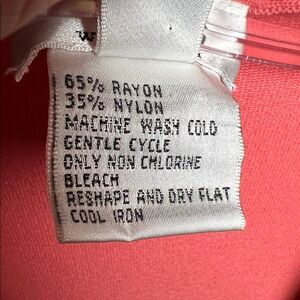 W
65% RAYON
35% NYLON
MACHINE WASH COLD
GENTLE CYCLE
ONLY NON CHLORINE
BLEACH
RESHAPE AND DRY FLAT
COOL IRON